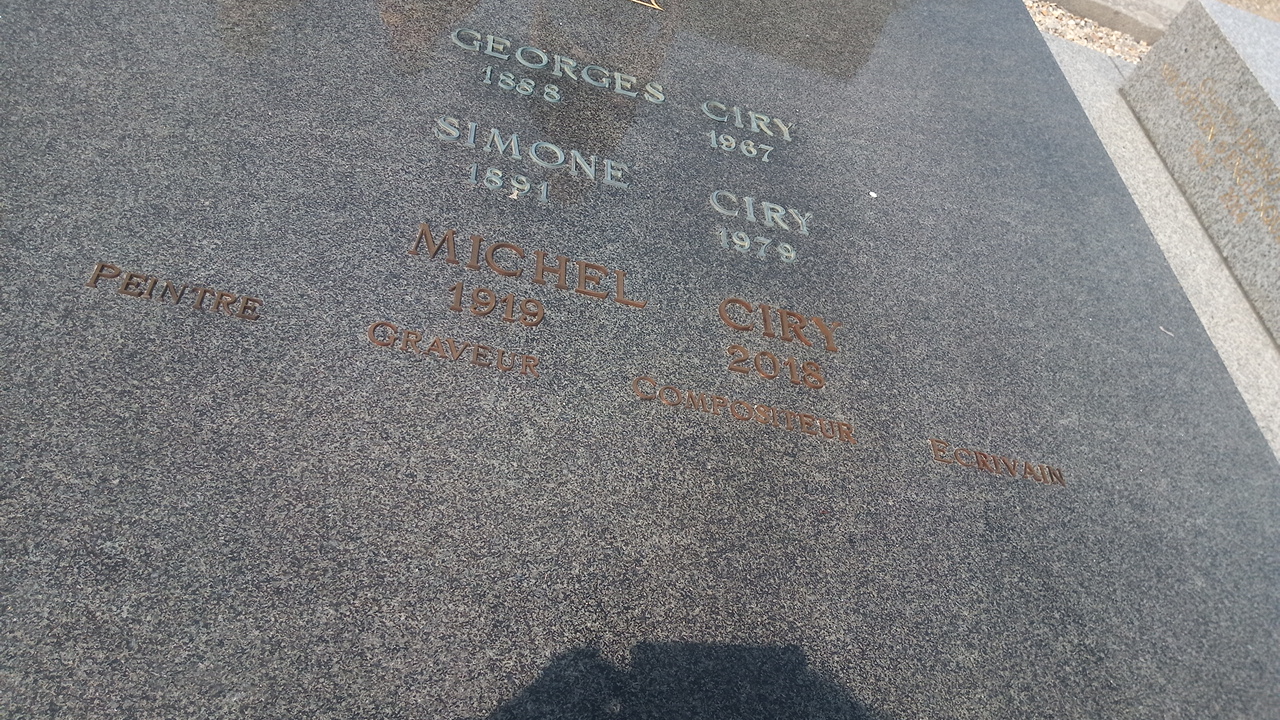 GEORGES CIRY
1888 1967
SIMONE CIRY
1891 1979
MICHEL CIRY
1919 2018
PEINTRE GRAVEUR COMPOSITEUR ECRIVAIN